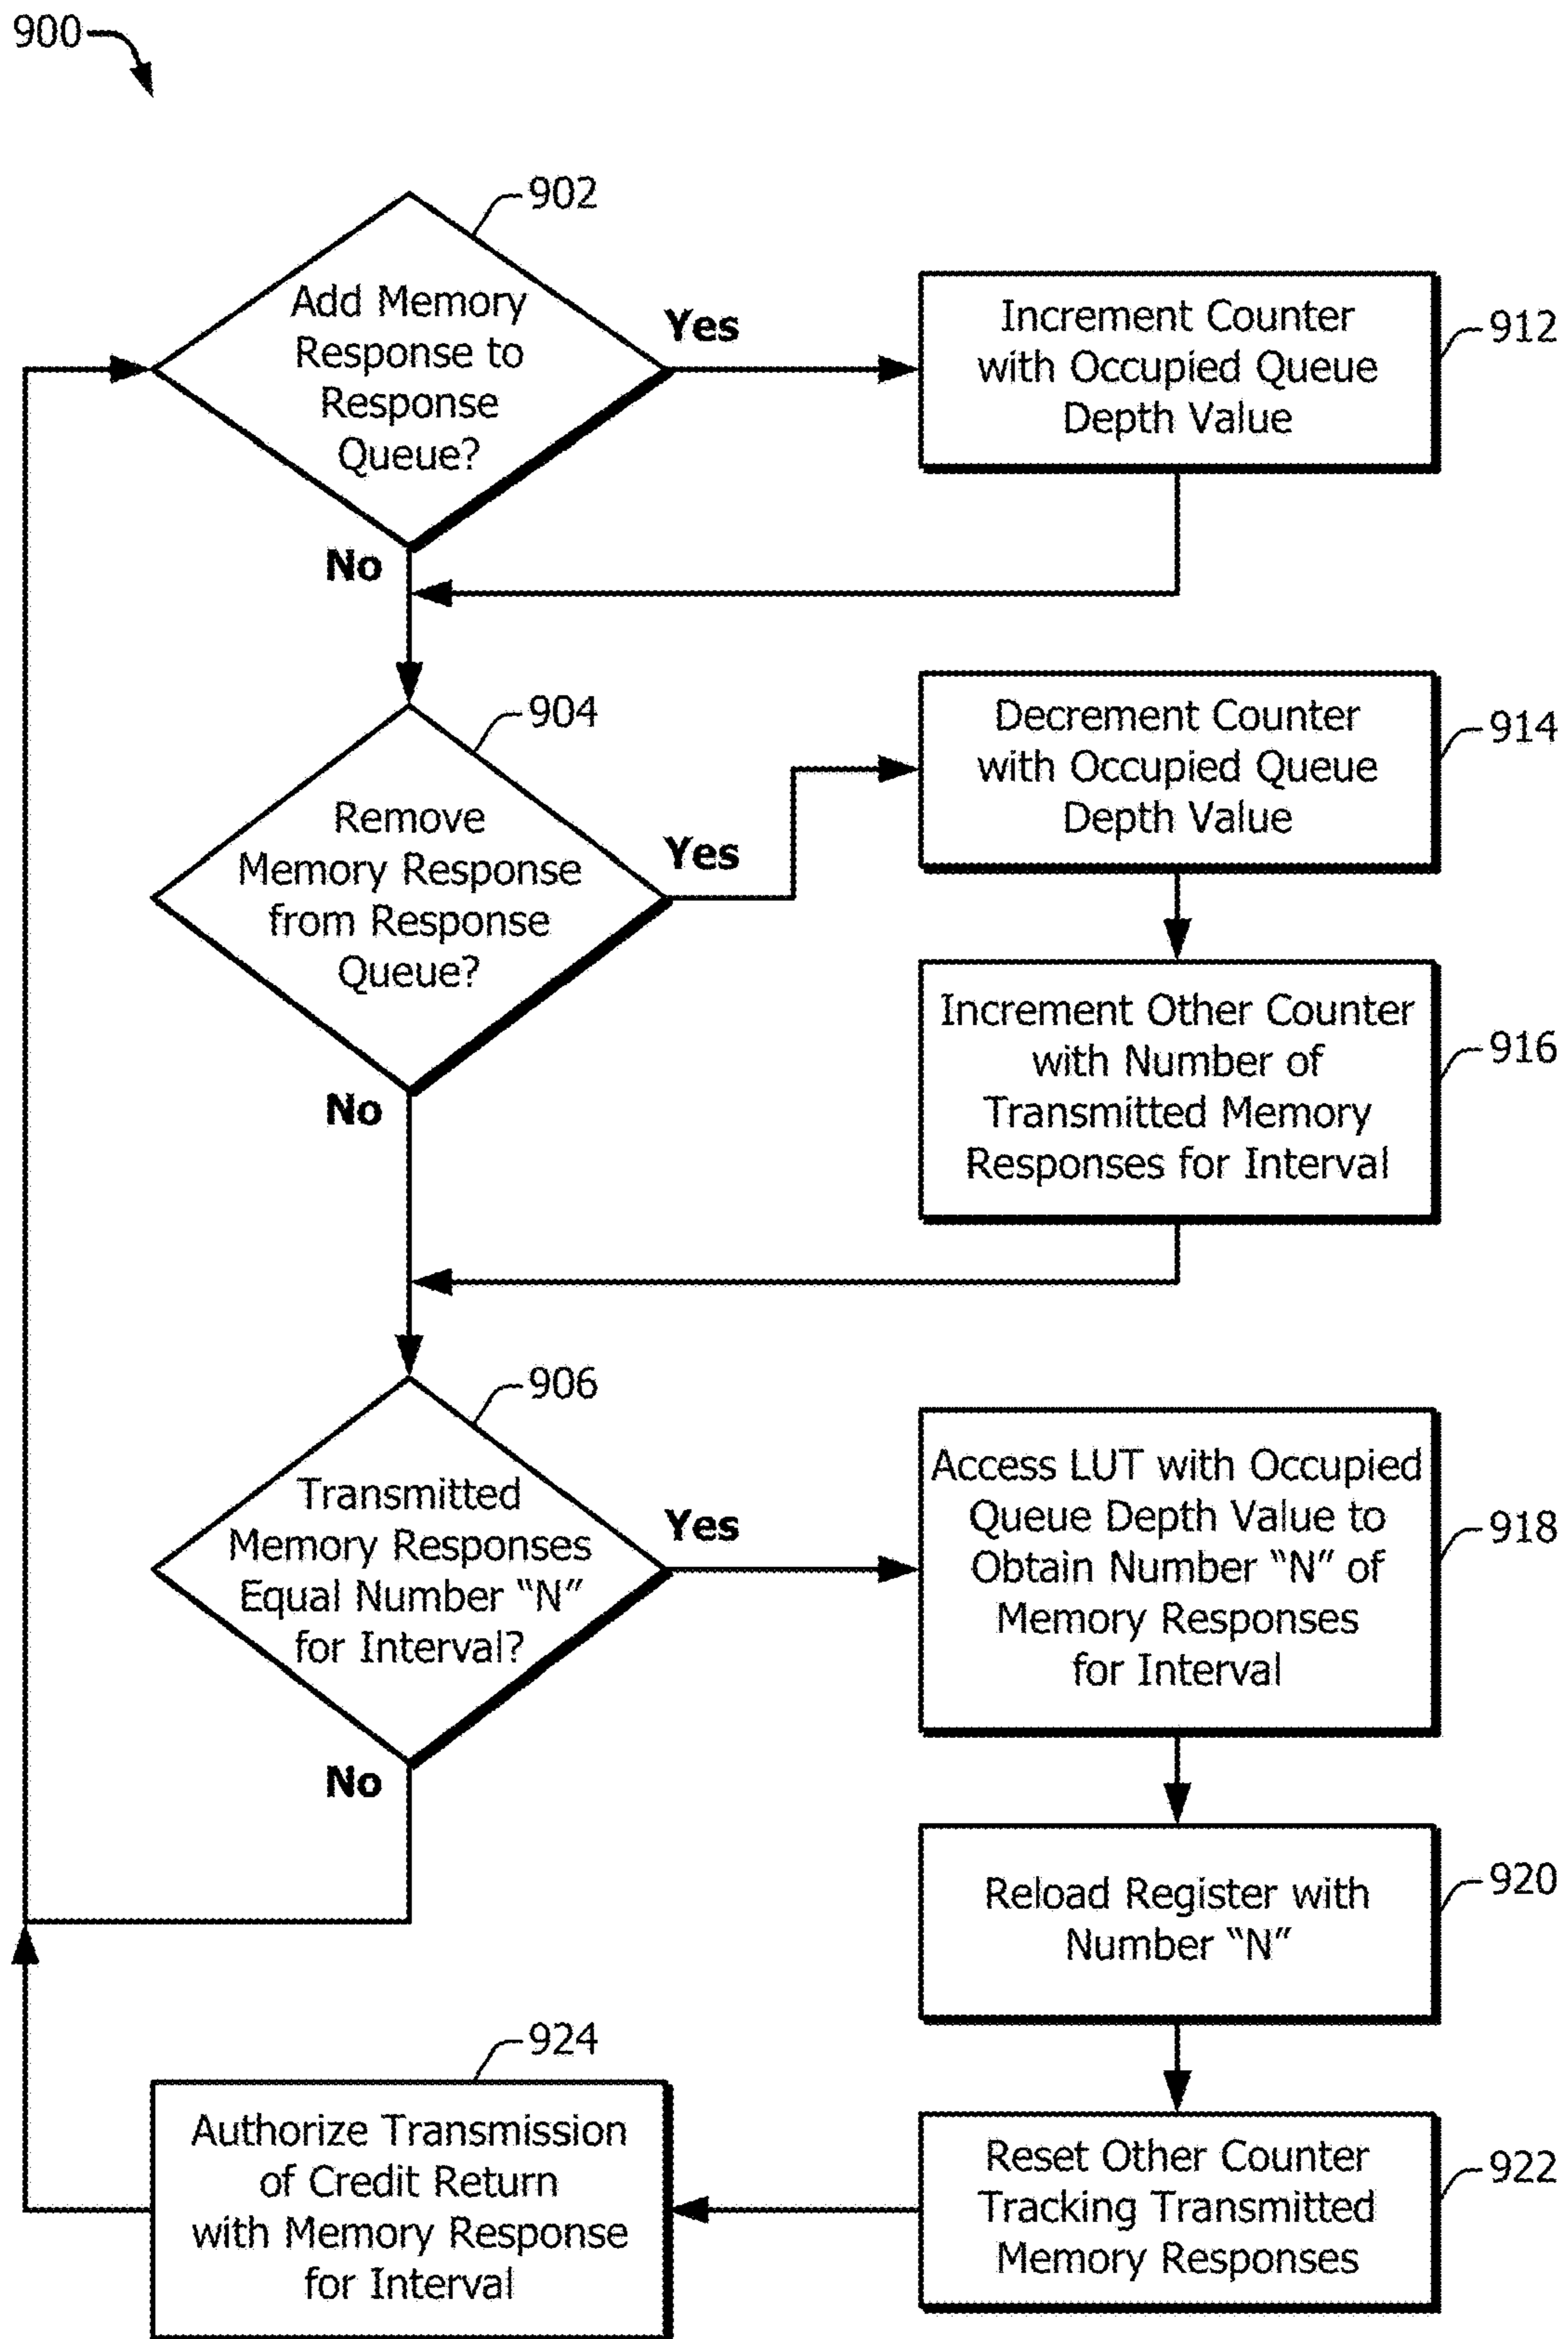 900
902
Add Memory
Response to
Response
Queue?
Yes
No
Increment Counter
with Occupied Queue
Depth Value
912
904
Remove
Memory Response
from Response
Queue?
Yes
No
Decrement Counter
with Occupied Queue
Depth Value
914
Increment Other Counter
with Number of
Transmitted Memory
Responses for Interval
916
906
Transmitted
Memory Responses
Equal Number “N”
for Interval?
Yes
No
Access LUT with Occupied
Queue Depth Value to
Obtain Number “N” of
Memory Responses
for Interval
918
Reload Register with
Number “N”
920
Reset Other Counter
Tracking Transmitted
Memory Responses
922
924
Authorize Transmission
of Credit Return
with Memory Response
for Interval